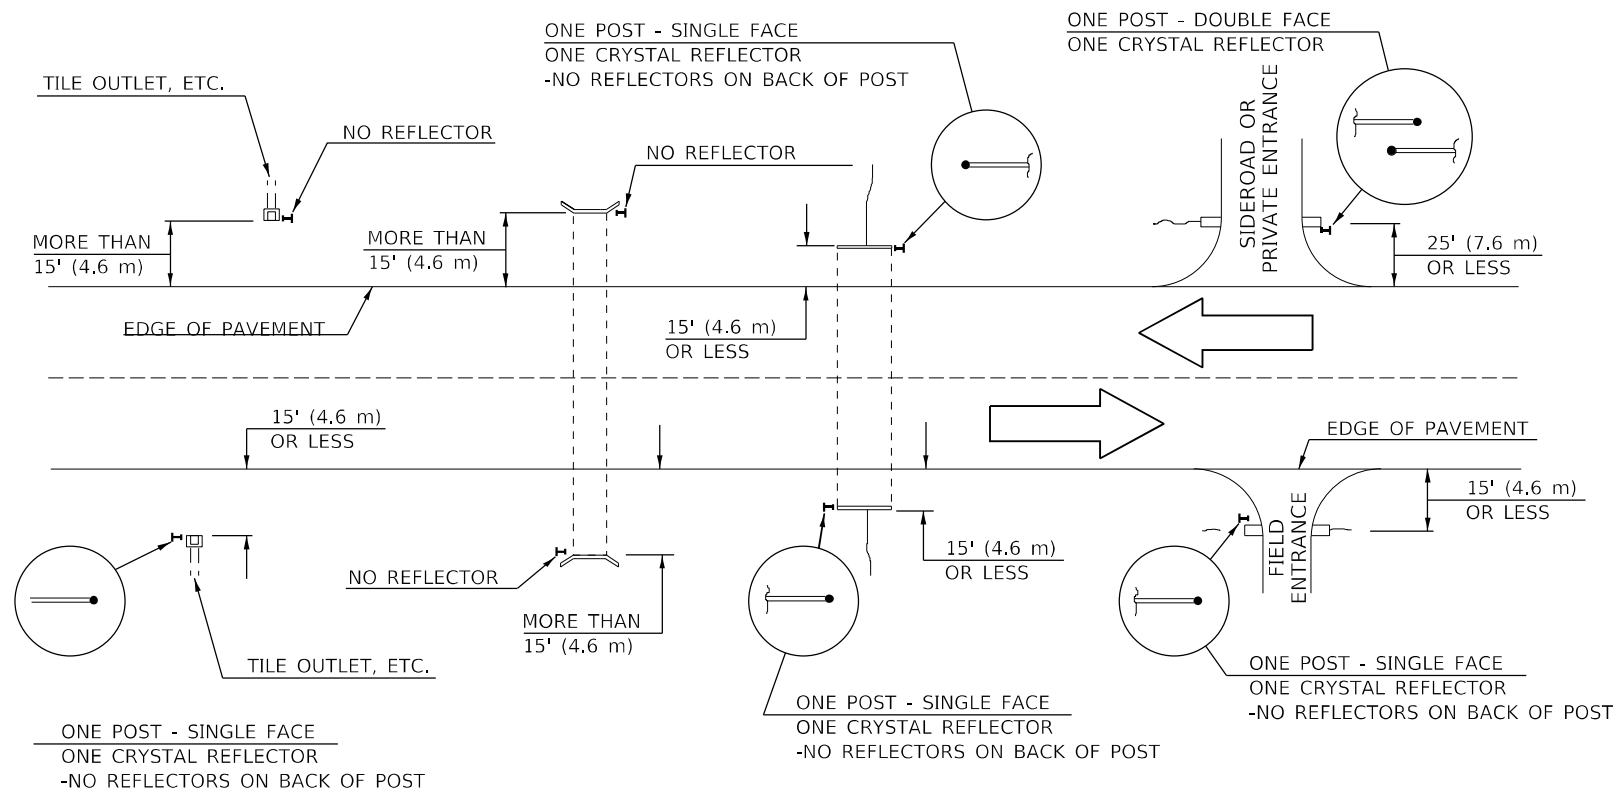 ONE POST - SINGLE FACE
ONE CRYSTAL REFLECTOR
-NO REFLECTORS ON BACK OF POST
ONE POST - DOUBLE FACE
ONE CRYSTAL REFLECTOR
TILE OUTLET, ETC.
NO REFLECTOR
NO REFLECTOR
SIDEROAD OR
PRIVATE ENTRANCE
MORE THAN
15' (4.6 m)
MORE THAN
15' (4.6 m)
25' (7.6 m)
OR LESS
EDGE OF PAVEMENT
15' (4.6 m)
OR LESS
15' (4.6 m)
OR LESS
EDGE OF PAVEMENT
15' (4.6 m)
OR LESS
FIELD
ENTRANCE
15' (4.6 m)
OR LESS
NO REFLECTOR
MORE THAN
15' (4.6 m)
TILE OUTLET, ETC.
ONE POST - SINGLE FACE
ONE CRYSTAL REFLECTOR
-NO REFLECTORS ON BACK OF POST
ONE POST - SINGLE FACE
ONE CRYSTAL REFLECTOR
-NO REFLECTORS ON BACK OF POST
ONE POST - SINGLE FACE
ONE CRYSTAL REFLECTOR
-NO REFLECTORS ON BACK OF POST